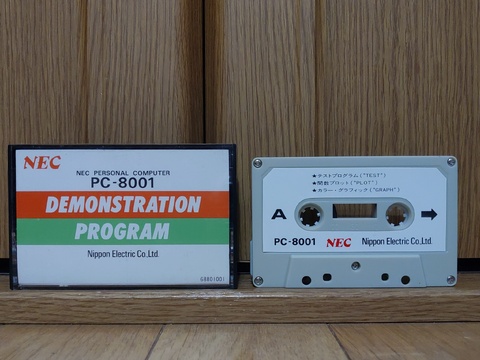 NEC
NEC PERSONAL COMPUTER
PC-8001
DEMONSTRATION
PROGRAM
Nippon Electric Co.,Ltd.
68801001
★テストプログラム("TEST")
★関数プロット("PLOT")
★カラー・グラフィック("GRAPH")
A
PC-8001 NEC Nippon Electric Co.,Ltd.